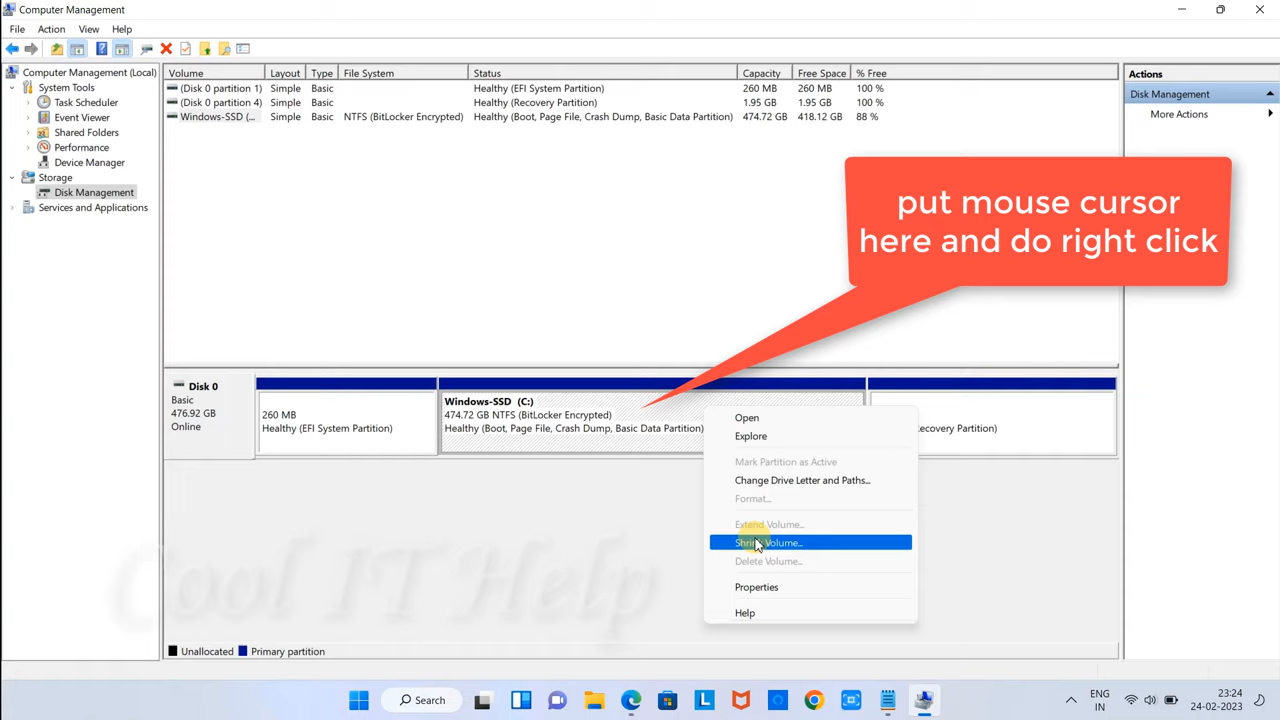 Computer Management
File Action View Help
Computer Management (Local)
System Tools
Task Scheduler
Event Viewer
Shared Folders
Performance
Device Manager
Storage
Disk Management
Services and Applications
Volume Layout Type File System Status Capacity Free Space % Free
(Disk 0 partition 1) Simple Basic Healthy (EFI System Partition) 260 MB 260 MB 100 %
(Disk 0 partition 4) Simple Basic Healthy (Recovery Partition) 1.95 GB 1.95 GB 100 %
Windows-SSD (... Simple Basic NTFS (BitLocker Encrypted) Healthy (Boot, Page File, Crash Dump, Basic Data Partition) 474.72 GB 418.12 GB 88 %
Actions
Disk Management
More Actions
put mouse cursor
here and do right click
Disk 0
Basic
476.92 GB
Online
260 MB
Healthy (EFI System Partition)
Windows-SSD (C:)
474.72 GB NTFS (BitLocker Encrypted)
Healthy (Boot, Page File, Crash Dump, Basic Data Partition)
ecovery Partition)
Open
Explore
Mark Partition as Active
Change Drive Letter and Paths...
Format...
Extend Volume...
Shrink Volume...
Delete Volume...
Properties
Help
Cool IT Help
Unallocated Primary partition
Search
ENG
IN
23:24
24-02-2023